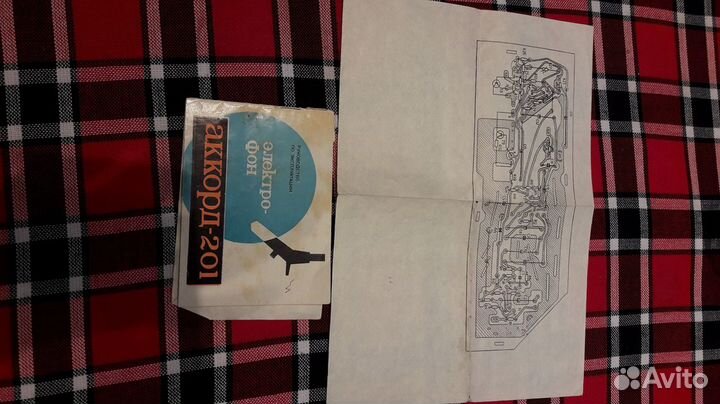 руководство
по эксплуатации
электро-
фон
аккорд-201
Avito